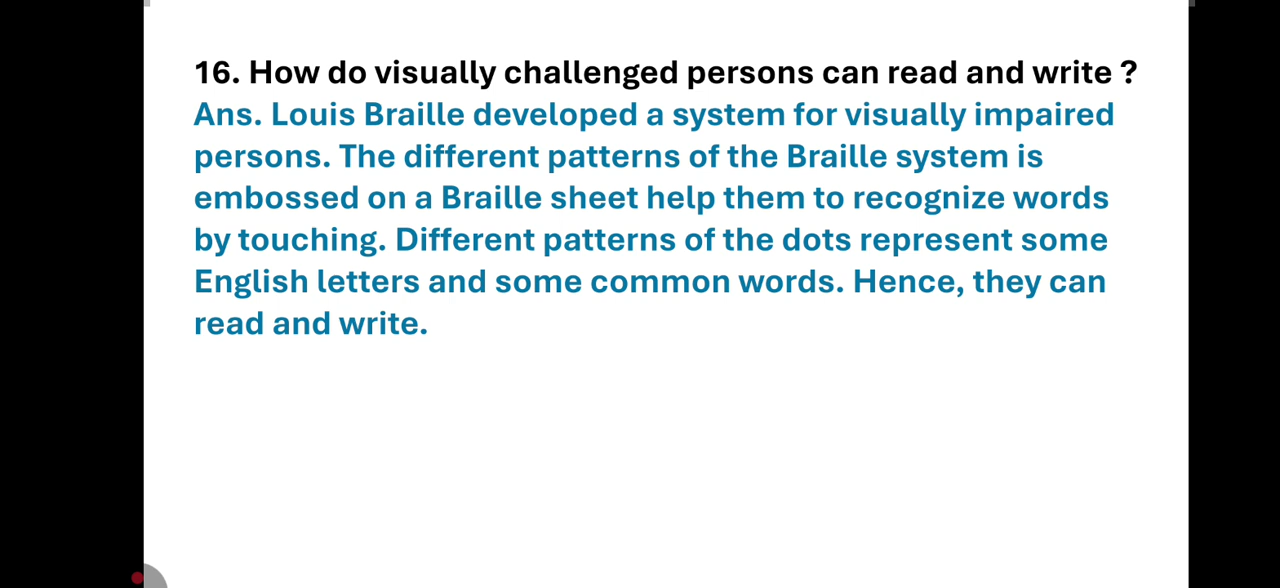 16. How do visually challenged persons can read and write ?
Ans. Louis Braille developed a system for visually impaired
persons. The different patterns of the Braille system is
embossed on a Braille sheet help them to recognize words
by touching. Different patterns of the dots represent some
English letters and some common words. Hence, they can
read and write.